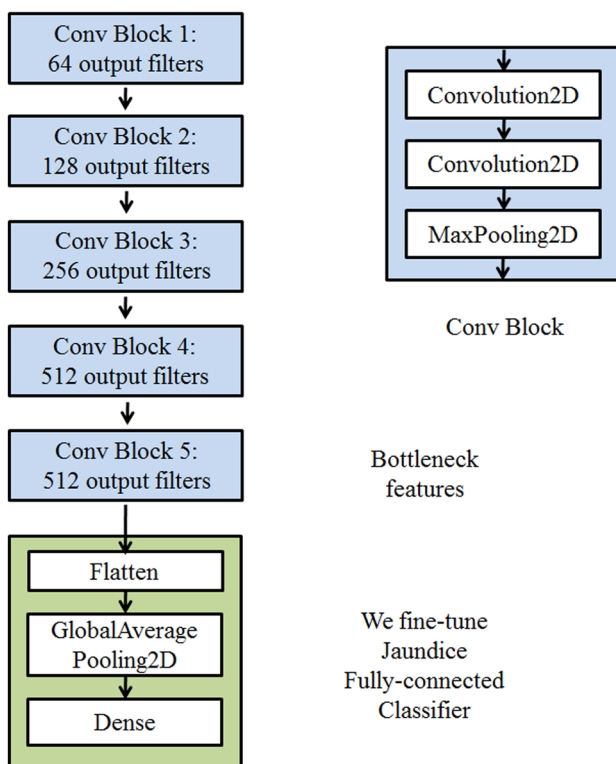 Conv Block 1:
64 output filters
Conv Block 2:
128 output filters
Conv Block 3:
256 output filters
Conv Block 4:
512 output filters
Conv Block 5:
512 output filters
Flatten
GlobalAverage
Pooling2D
Dense
Convolution2D
Convolution2D
MaxPooling2D
Conv Block
Bottleneck
features
We fine-tune
Jaundice
Fully-connected
Classifier